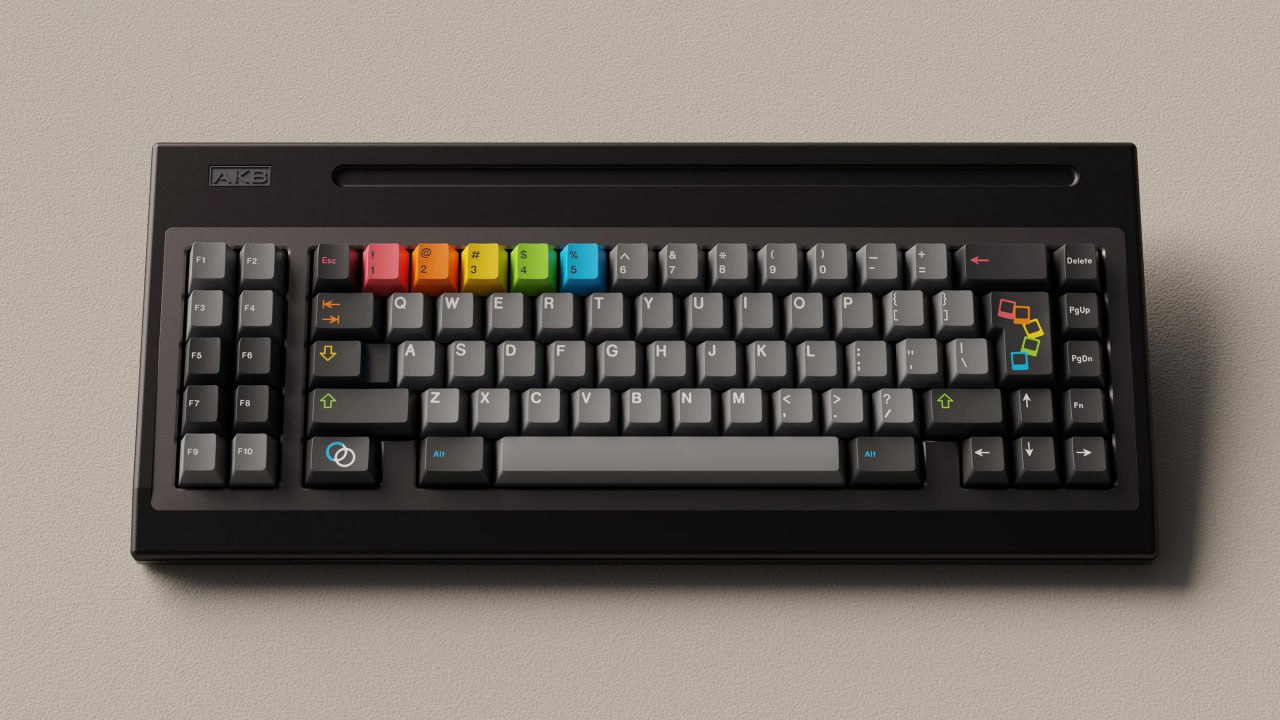 AKB
F1 F2 Esc ! 1 @ 2 # 3 $ 4 % 5 ^ 6 & 7 * 8 ( 9 ) 0 _ - + = ← Delete
F3 F4 ⇤ ⇥ Q W E R T Y U I O P { [ } ] PgUp
F5 F6 ⇩ A S D F G H J K L : ; " ' | \ PgDn
F7 F8 ⇧ Z X C V B N M < , > . ? / ⇧ ↑ Fn
F9 F10 Alt Alt ← ↓ →